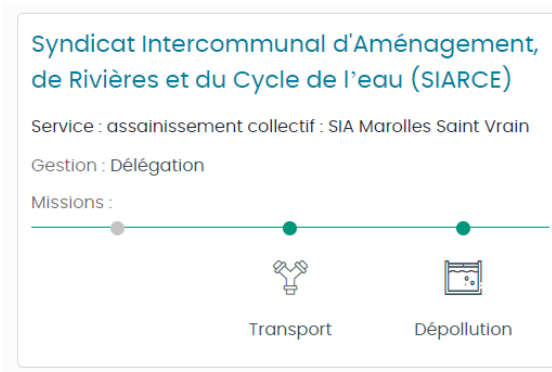 Syndicat Intercommunal d'Aménagement,
de Rivières et du Cycle de l’eau (SIARCE)
Service : assainissement collectif : SIA Marolles Saint Vrain
Gestion : Délégation
Missions :
Transport Dépollution